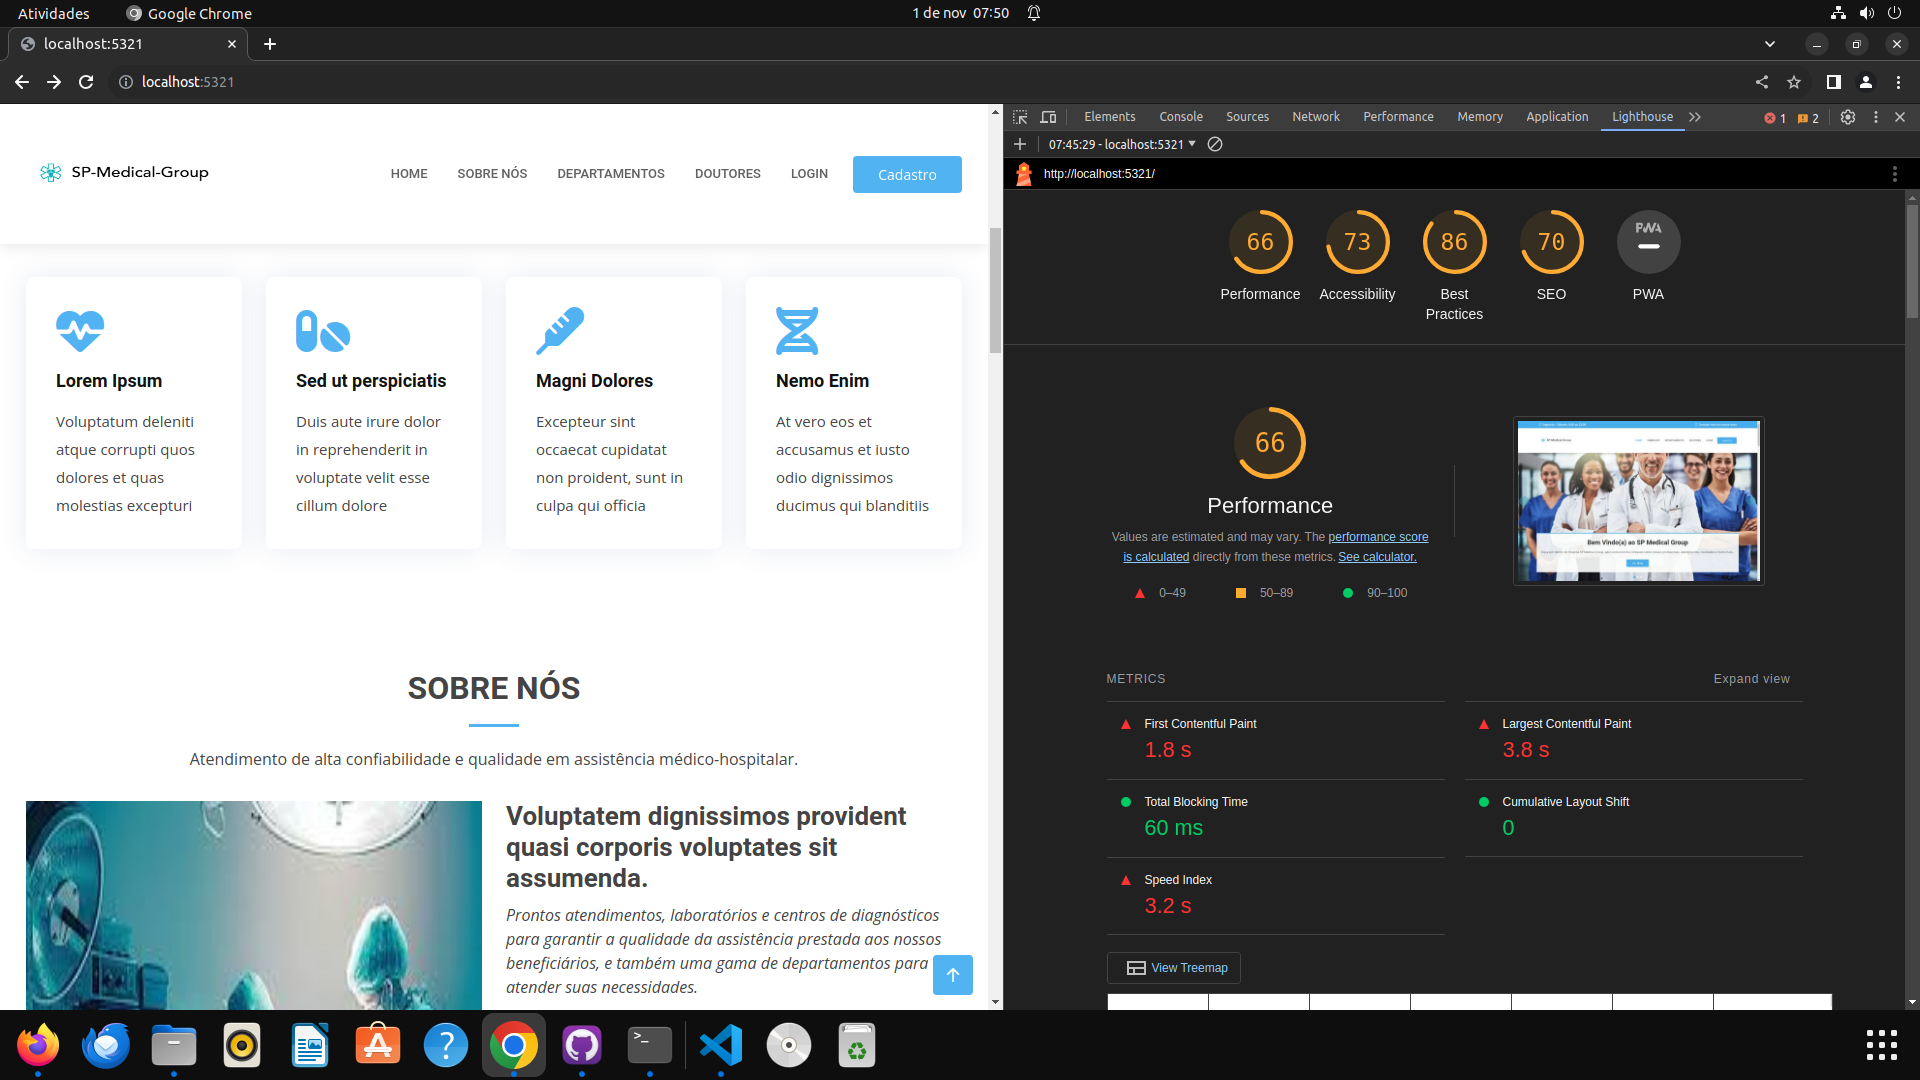 Atividades
Google Chrome
1 de nov 07:50
localhost:5321
localhost:5321
SP-Medical-Group
HOME
SOBRE NÓS
DEPARTAMENTOS
DOUTORES
LOGIN
Cadastro
Lorem Ipsum
Voluptatum deleniti
atque corrupti quos
dolores et quas
molestias excepturi
Sed ut perspiciatis
Duis aute irure dolor
in reprehenderit in
voluptate velit esse
cillum dolore
Magni Dolores
Excepteur sint
occaecat cupidatat
non proident, sunt in
culpa qui officia
Nemo Enim
At vero eos et
accusamus et iusto
odio dignissimos
ducimus qui blanditiis
SOBRE NÓS
Atendimento de alta confiabilidade e qualidade em assistência médico-hospitalar.
Voluptatem dignissimos provident
quasi corporis voluptates sit
assumenda.
Prontos atendimentos, laboratórios e centros de diagnósticos
para garantir a qualidade da assistência prestada aos nossos
beneficiários, e também uma gama de departamentos para
atender suas necessidades.
Elements
Console
Sources
Network
Performance
Memory
Application
Lighthouse
1
2
07:45:29 - localhost:5321
http://localhost:5321/
66
Performance
73
Accessibility
86
Best
Practices
70
SEO
PWA
PWA
66
Performance
Values are estimated and may vary. The performance score
is calculated directly from these metrics. See calculator.
0–49
50–89
90–100
Bem Vindo(a) ao SP Medical Group
METRICS
Expand view
First Contentful Paint
1.8 s
Largest Contentful Paint
3.8 s
Total Blocking Time
60 ms
Cumulative Layout Shift
0
Speed Index
3.2 s
View Treemap